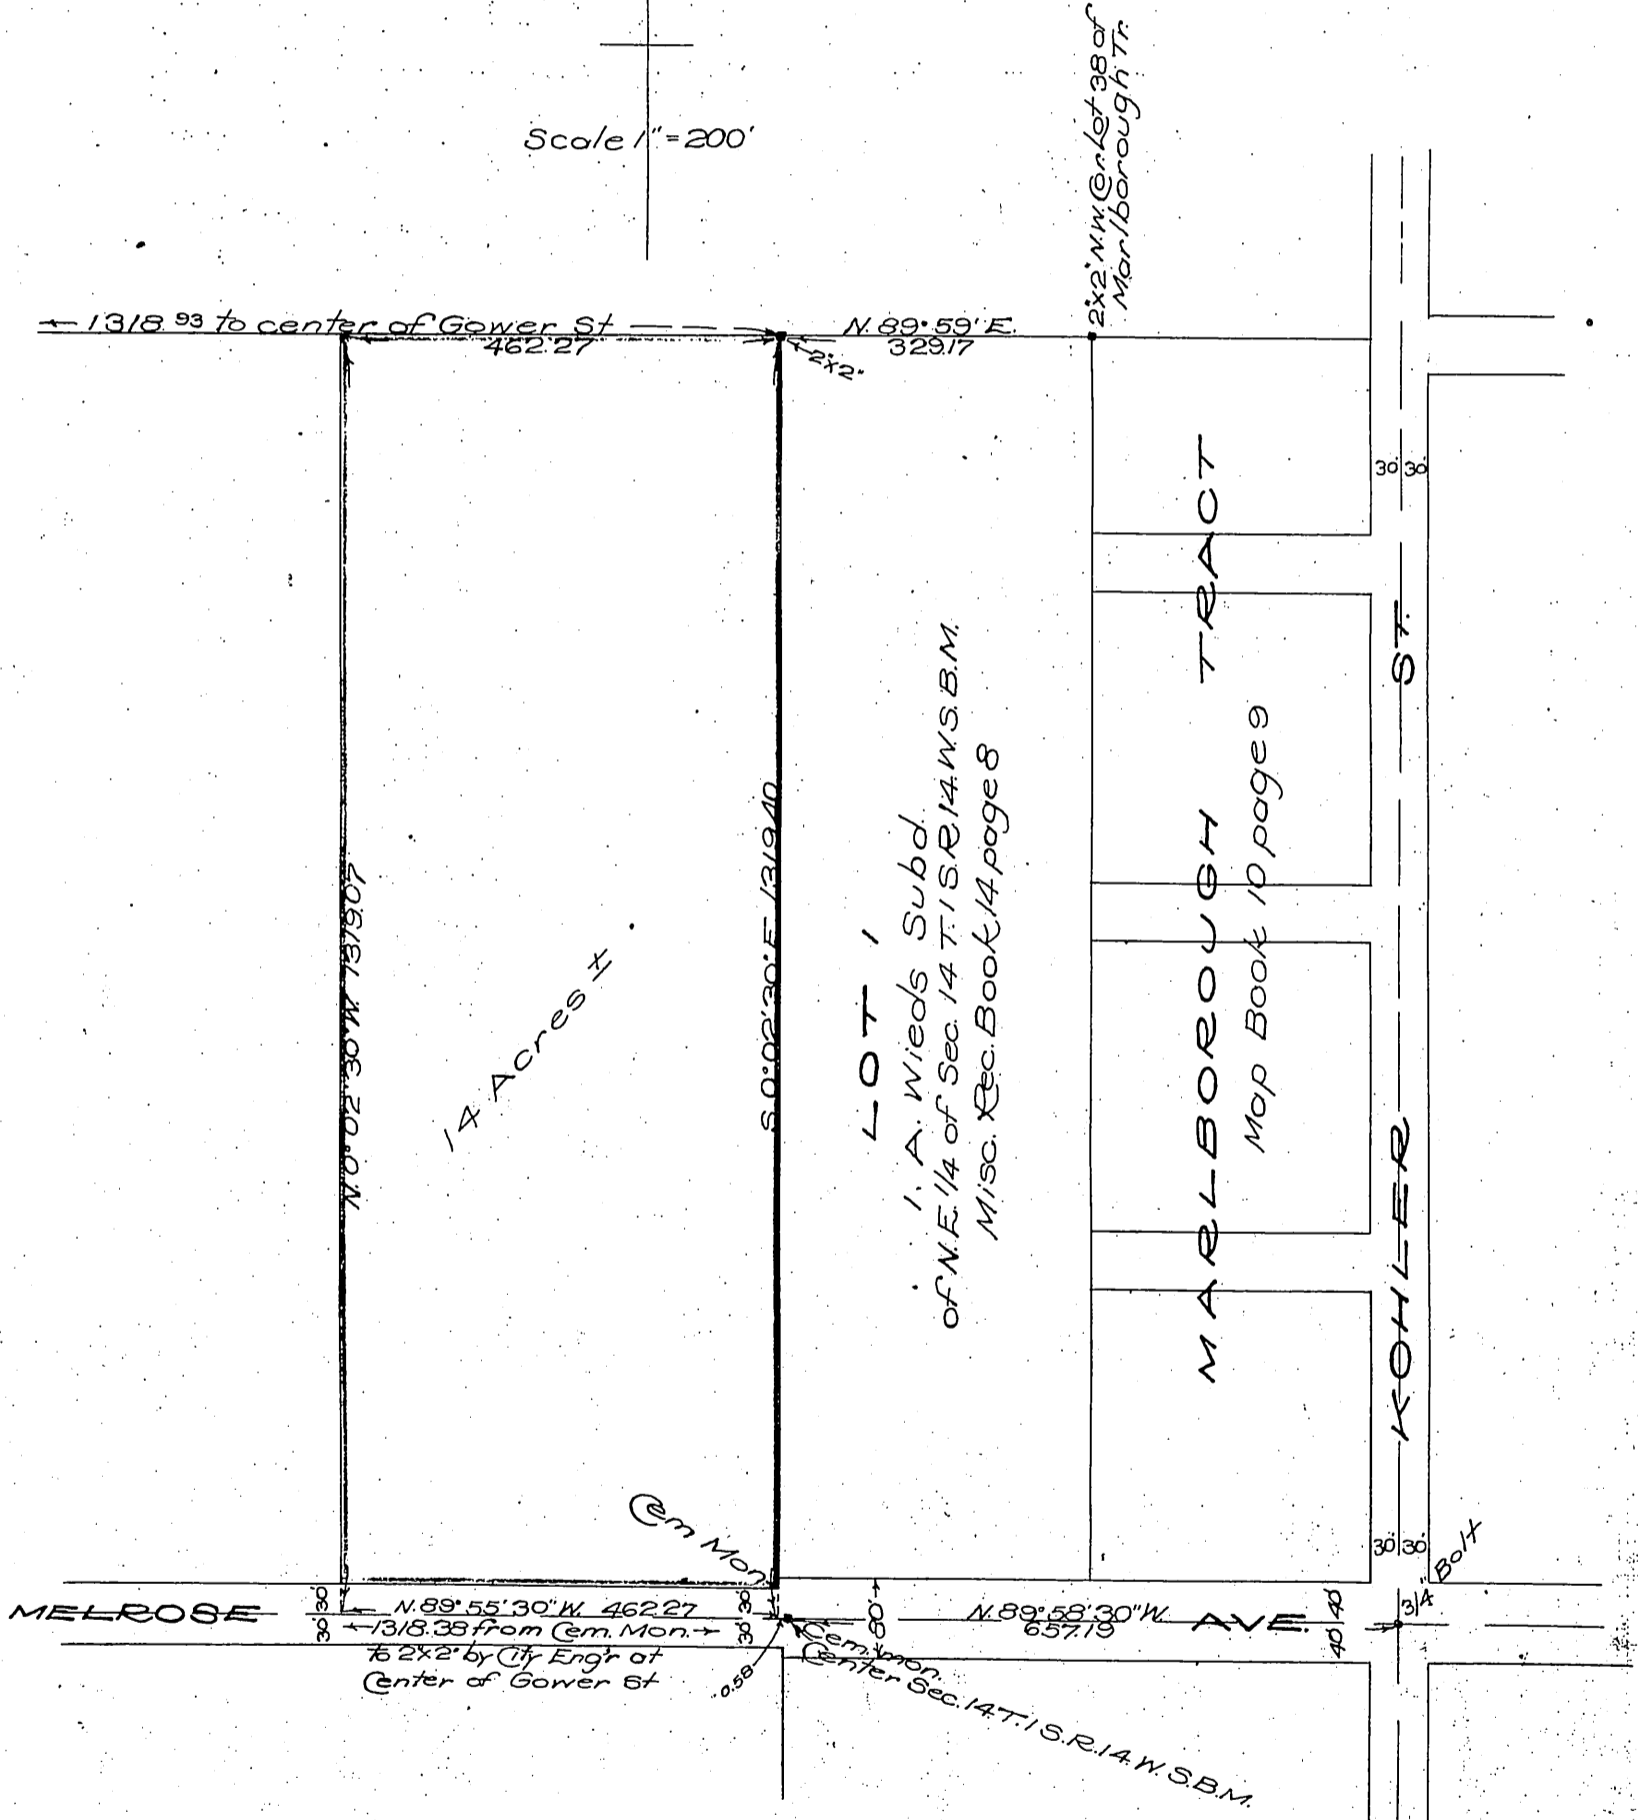 Scale 1"=200'
2"x2" N.W. Cor. Lot 38 of
Marlborough Tr.
1318.93 to center of Gower St
462.27
N.89°59'E.
329.17
2"x2"
30' 30'
N.0°02'30"W. 1319.07
14 Acres ±
S.0°02'30"E. 1319.40
LOT 1
I. A. Wieds Subd.
of N.E. 1/4 of Sec. 14 T. 1 S. R. 14. W. S. B. M.
Misc. Rec. Book 14 page 8
MARLBOROUGH TRACT
Map Book 10 page 9
KOHLER ST.
Cem Mon
30' 30'
Bolt
3/4"
MELROSE AVE.
30' 30'
N.89°55'30"W. 462.27
1318.38 from Cem. Mon.
to 2"x2" by City Eng'r at
Center of Gower St
30' 30'
0.58
80'
N.89°58'30"W.
657.19
40' 40'
Cem. mon.
Center Sec. 14. T. 1 S. R. 14. W. S. B. M.